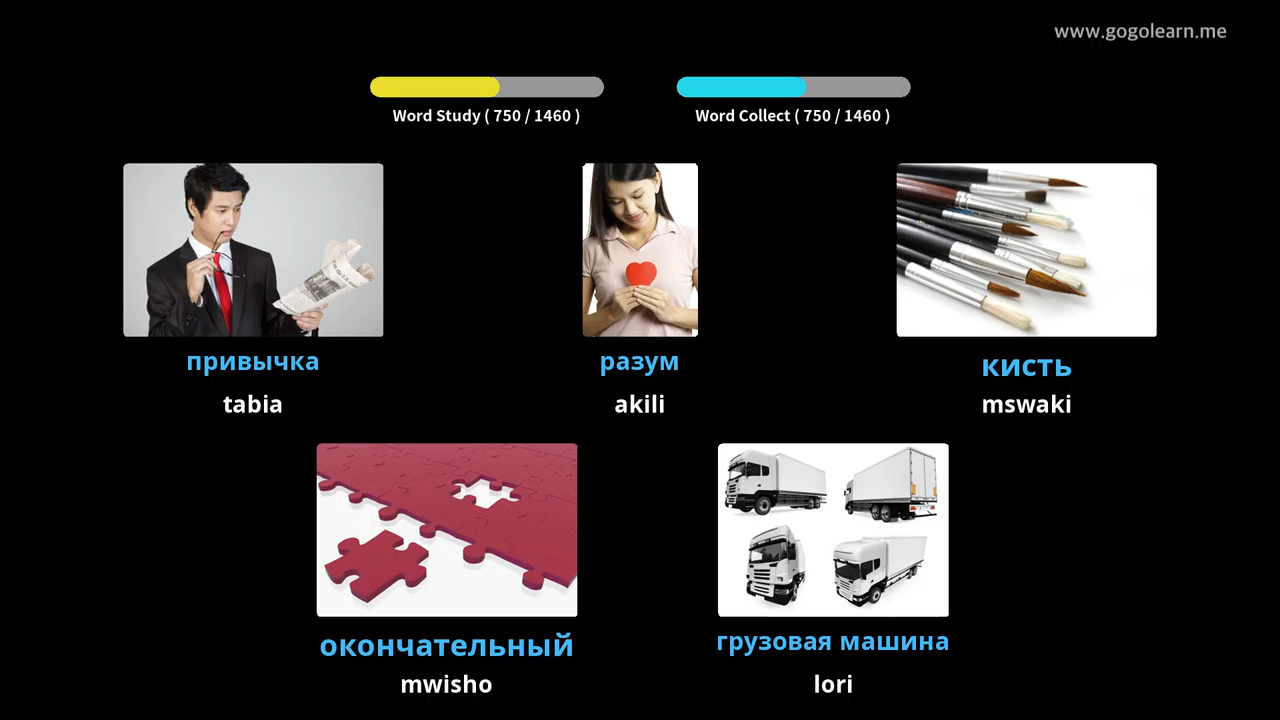 www.gogolearn.me
Word Study ( 750 / 1460 )
Word Collect ( 750 / 1460 )
привычка
разум
кисть
tabia
akili
mswaki
окончательный
грузовая машина
mwisho
lori